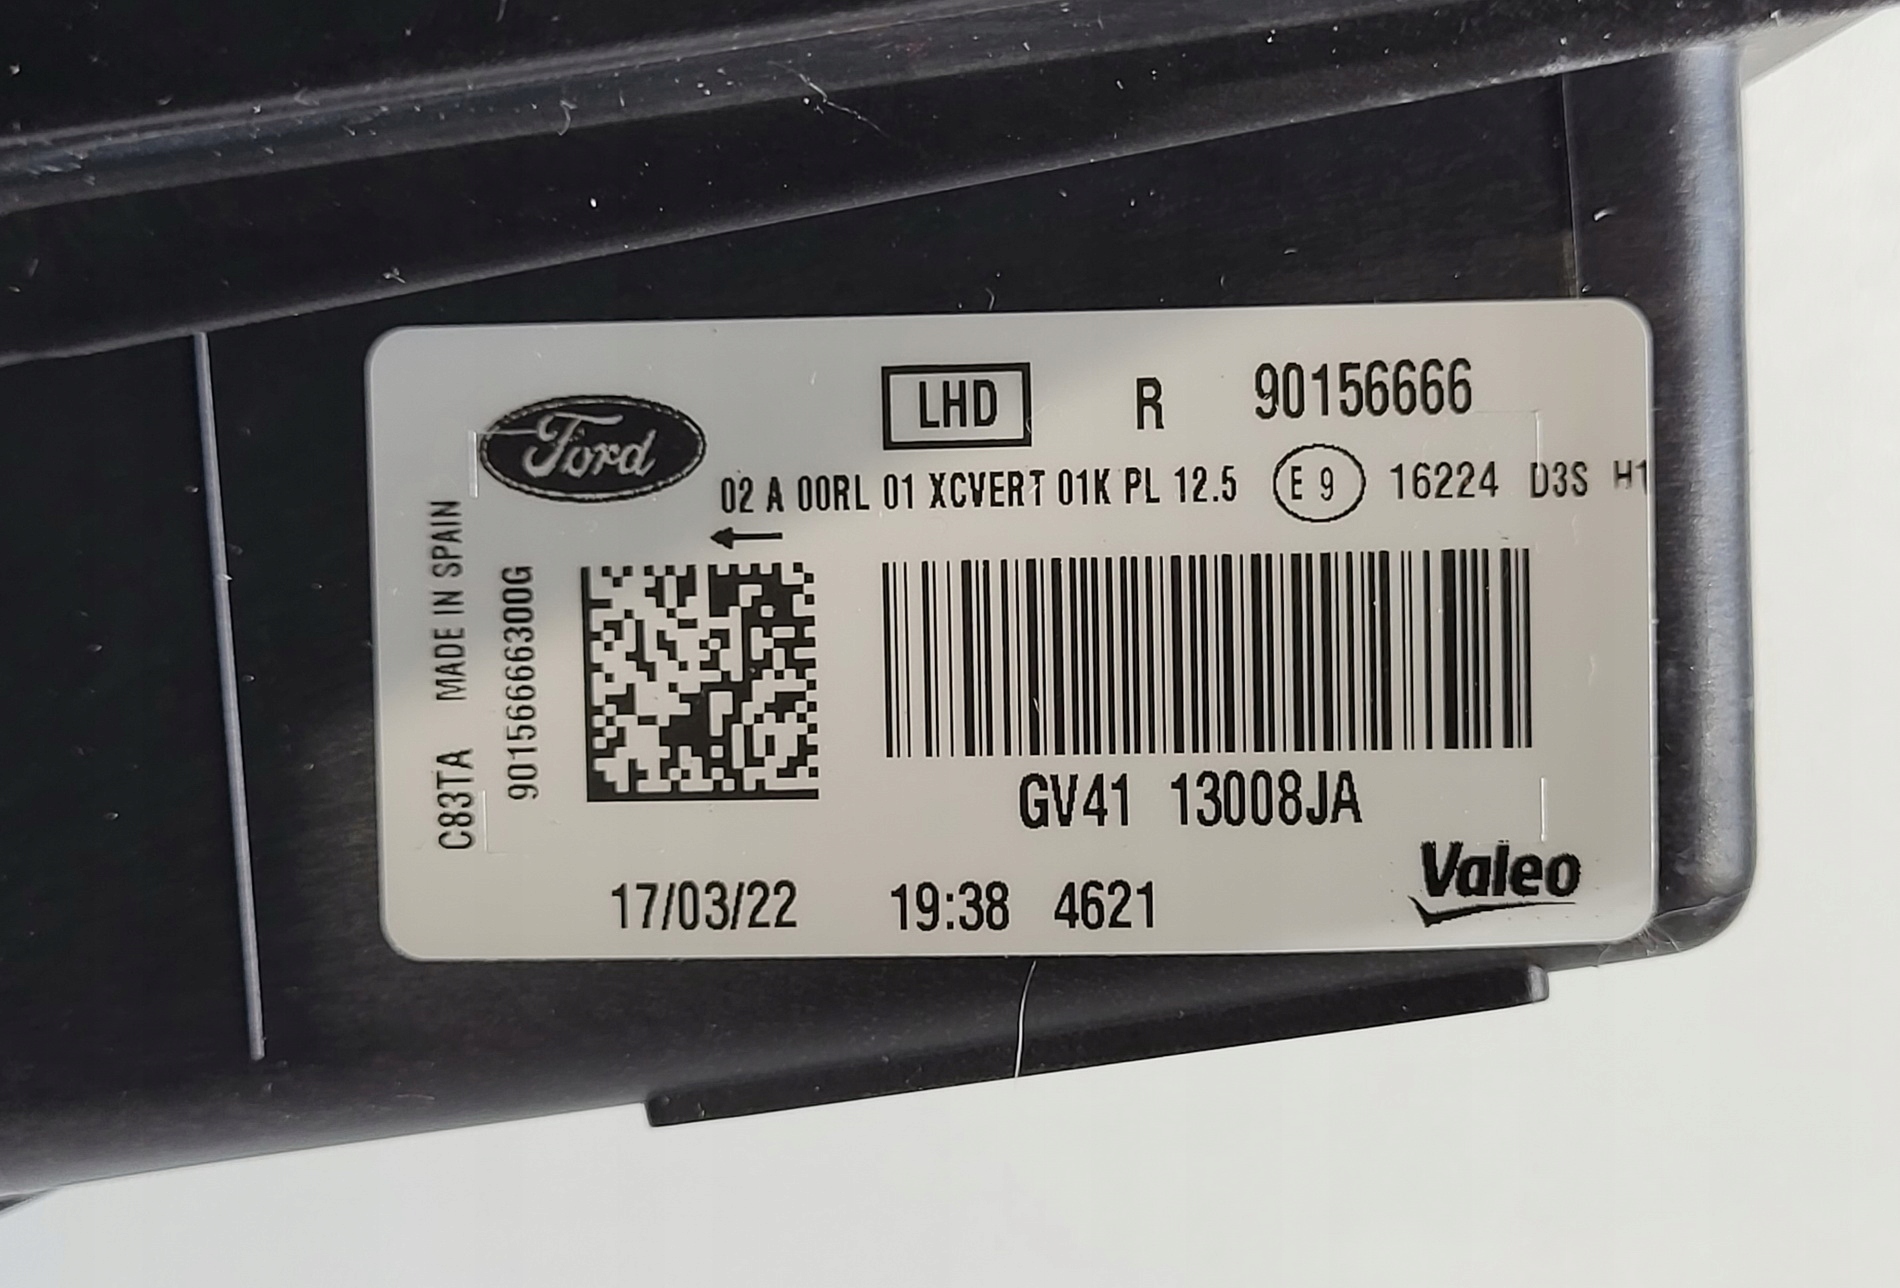 LHD R 90156666
Ford
02 A 00RL 01 XCVERT 01K PL 12.5 E 9 16224 D3S H1
C83TA MADE IN SPAIN
90156666300G
GV41 13008JA
17/03/22 19:38 4621
Valeo